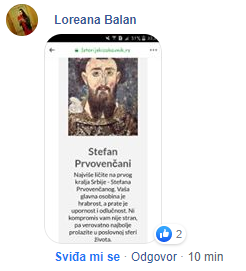 Loreana Balan
Stefan
Prvovenčani
Najviše ličite na prvog
kralja Srbije - Stefana
Prvovenčanog. Vaša
glavna osobina je
hrabrost, a prate je
upornost i odlučnost. Ni
kompromis vam nije stran,
pa verovatno najbolje
prolazite u poslovnoj sferi
života.
2
Sviđa mi se · Odgovor · 10 min